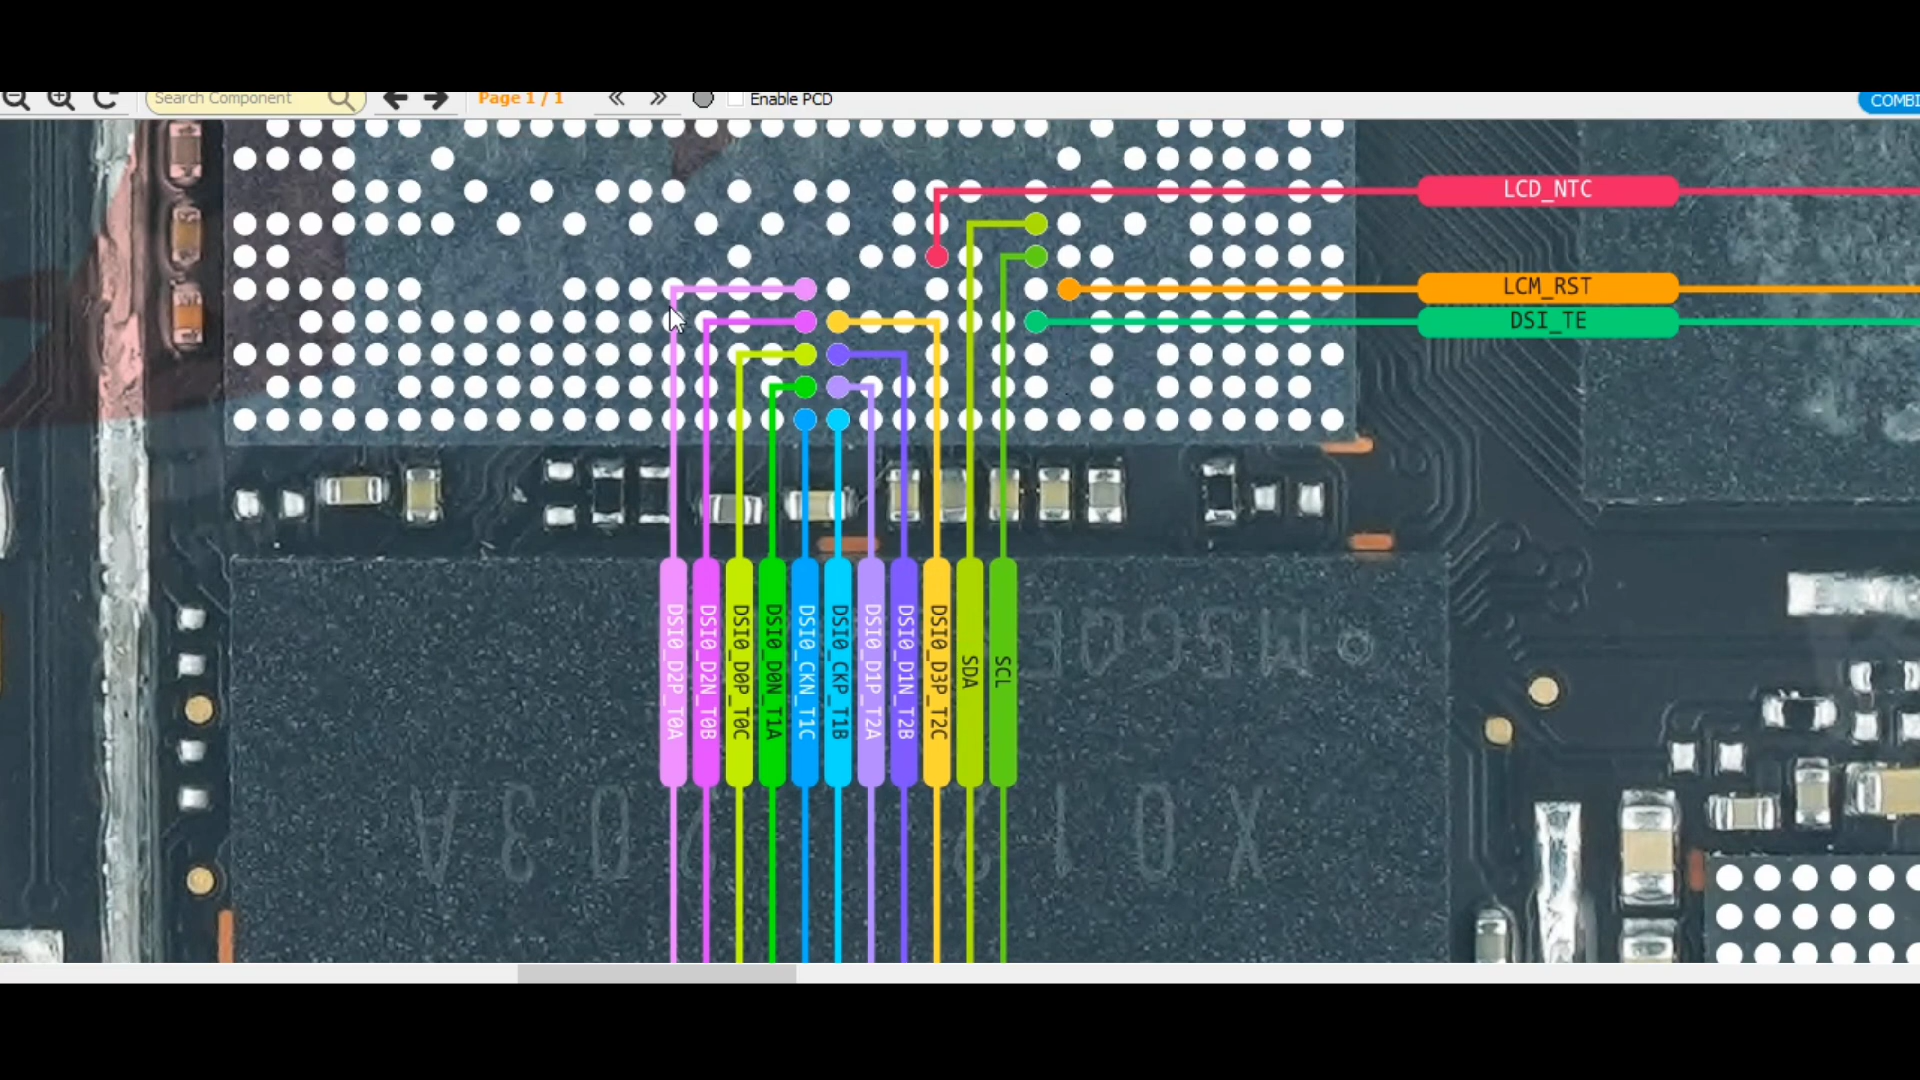 Search Component
Page 1 / 1
Enable PCD
LCD_NTC
LCM_RST
DSI_TE
DSI0_D2P_T0A
DSI0_D2N_T0B
DSI0_D0P_T0C
DSI0_D0N_T1A
DSI0_CKN_T1C
DSI0_CKP_T1B
DSI0_D1P_T2A
DSI0_D1N_T2B
DSI0_D3P_T2C
SDA
SCL